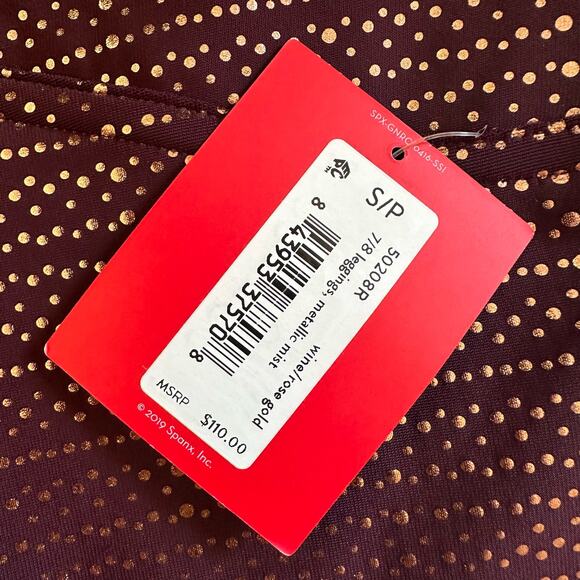 SPX-GNRC-0416-SS1
S/P
50208R
7/8 leggings, metallic mist
wine/rose gold
8 43953 37570 8
MSRP $110.00
© 2019 Spanx, Inc.